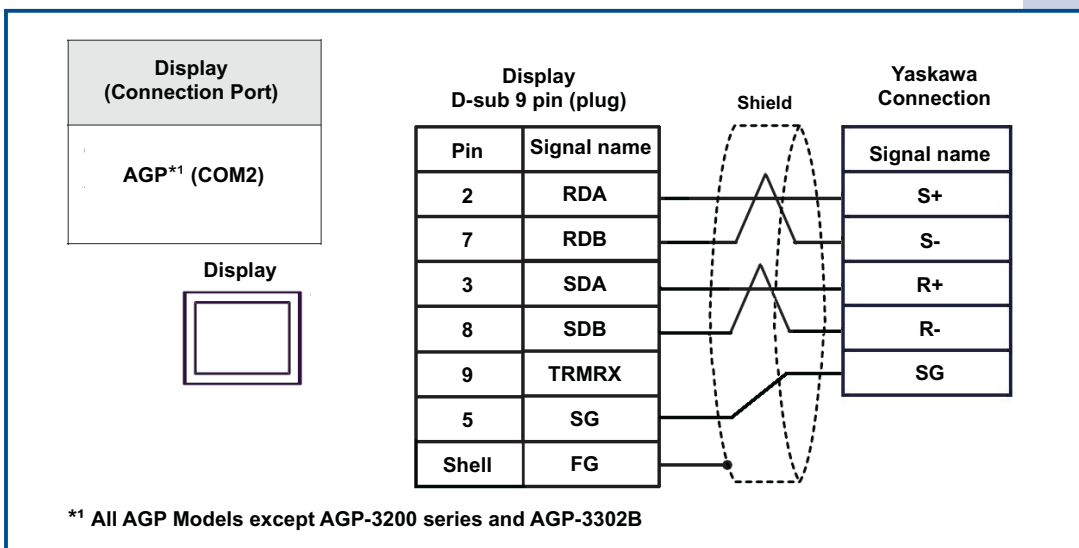 Display
(Connection Port)
AGP*1 (COM2)
Display
Display
D-sub 9 pin (plug)
Pin Signal name
2 RDA
7 RDB
3 SDA
8 SDB
9 TRMRX
5 SG
Shell FG
Shield
Yaskawa
Connection
Signal name
S+
S-
R+
R-
SG
*1 All AGP Models except AGP-3200 series and AGP-3302B